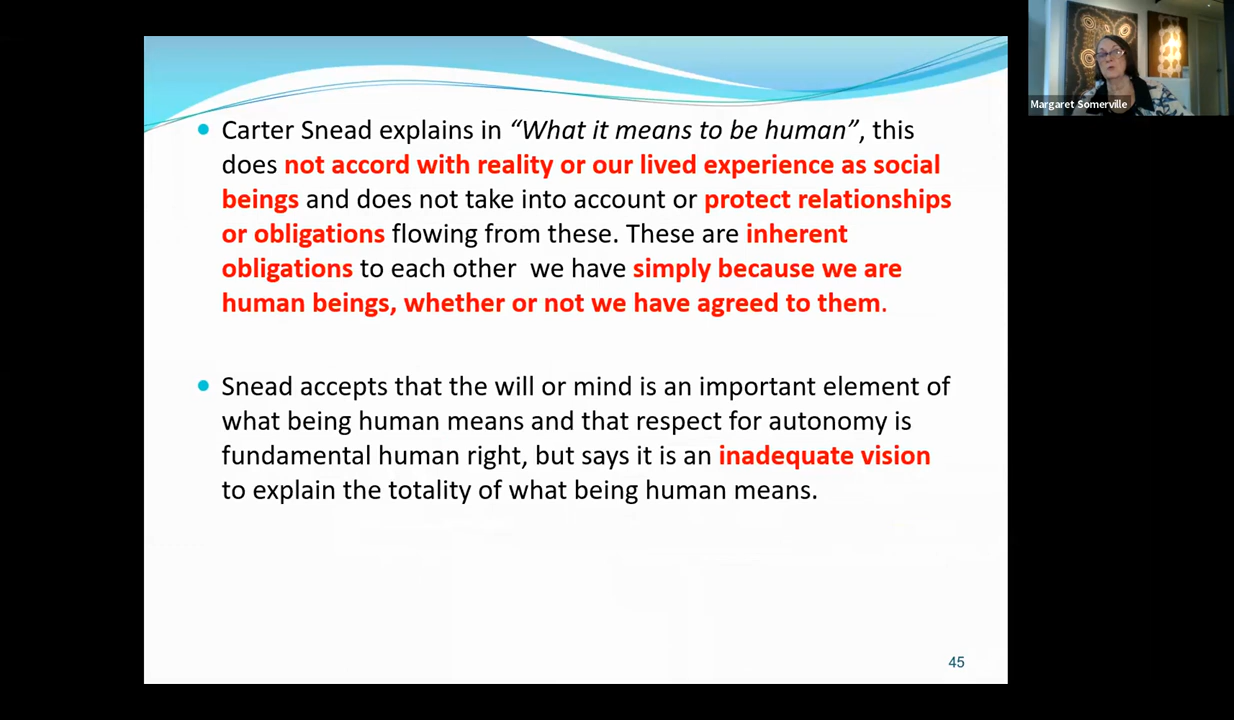 Margaret Somerville
Carter Snead explains in “What it means to be human”, this
does not accord with reality or our lived experience as social
beings and does not take into account or protect relationships
or obligations flowing from these. These are inherent
obligations to each other  we have simply because we are
human beings, whether or not we have agreed to them.
Snead accepts that the will or mind is an important element of
what being human means and that respect for autonomy is
fundamental human right, but says it is an inadequate vision
to explain the totality of what being human means.
45